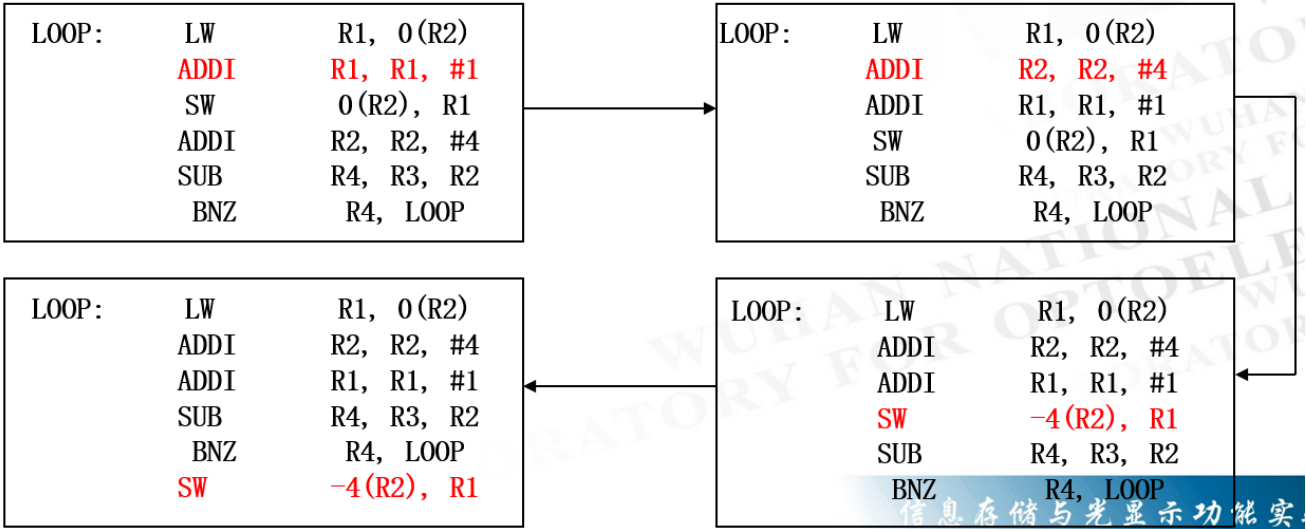 LOOP: LW R1, 0(R2)
ADDI R1, R1, #1
SW 0(R2), R1
ADDI R2, R2, #4
SUB R4, R3, R2
BNZ R4, LOOP
LOOP: LW R1, 0(R2)
ADDI R2, R2, #4
ADDI R1, R1, #1
SW 0(R2), R1
SUB R4, R3, R2
BNZ R4, LOOP
LOOP: LW R1, 0(R2)
ADDI R2, R2, #4
ADDI R1, R1, #1
SUB R4, R3, R2
BNZ R4, LOOP
SW -4(R2), R1
LOOP: LW R1, 0(R2)
ADDI R2, R2, #4
ADDI R1, R1, #1
SW -4(R2), R1
SUB R4, R3, R2
BNZ R4, LOOP
信息存储与光显示功能实
WUHAN NATIONAL
FOR OPTOELE